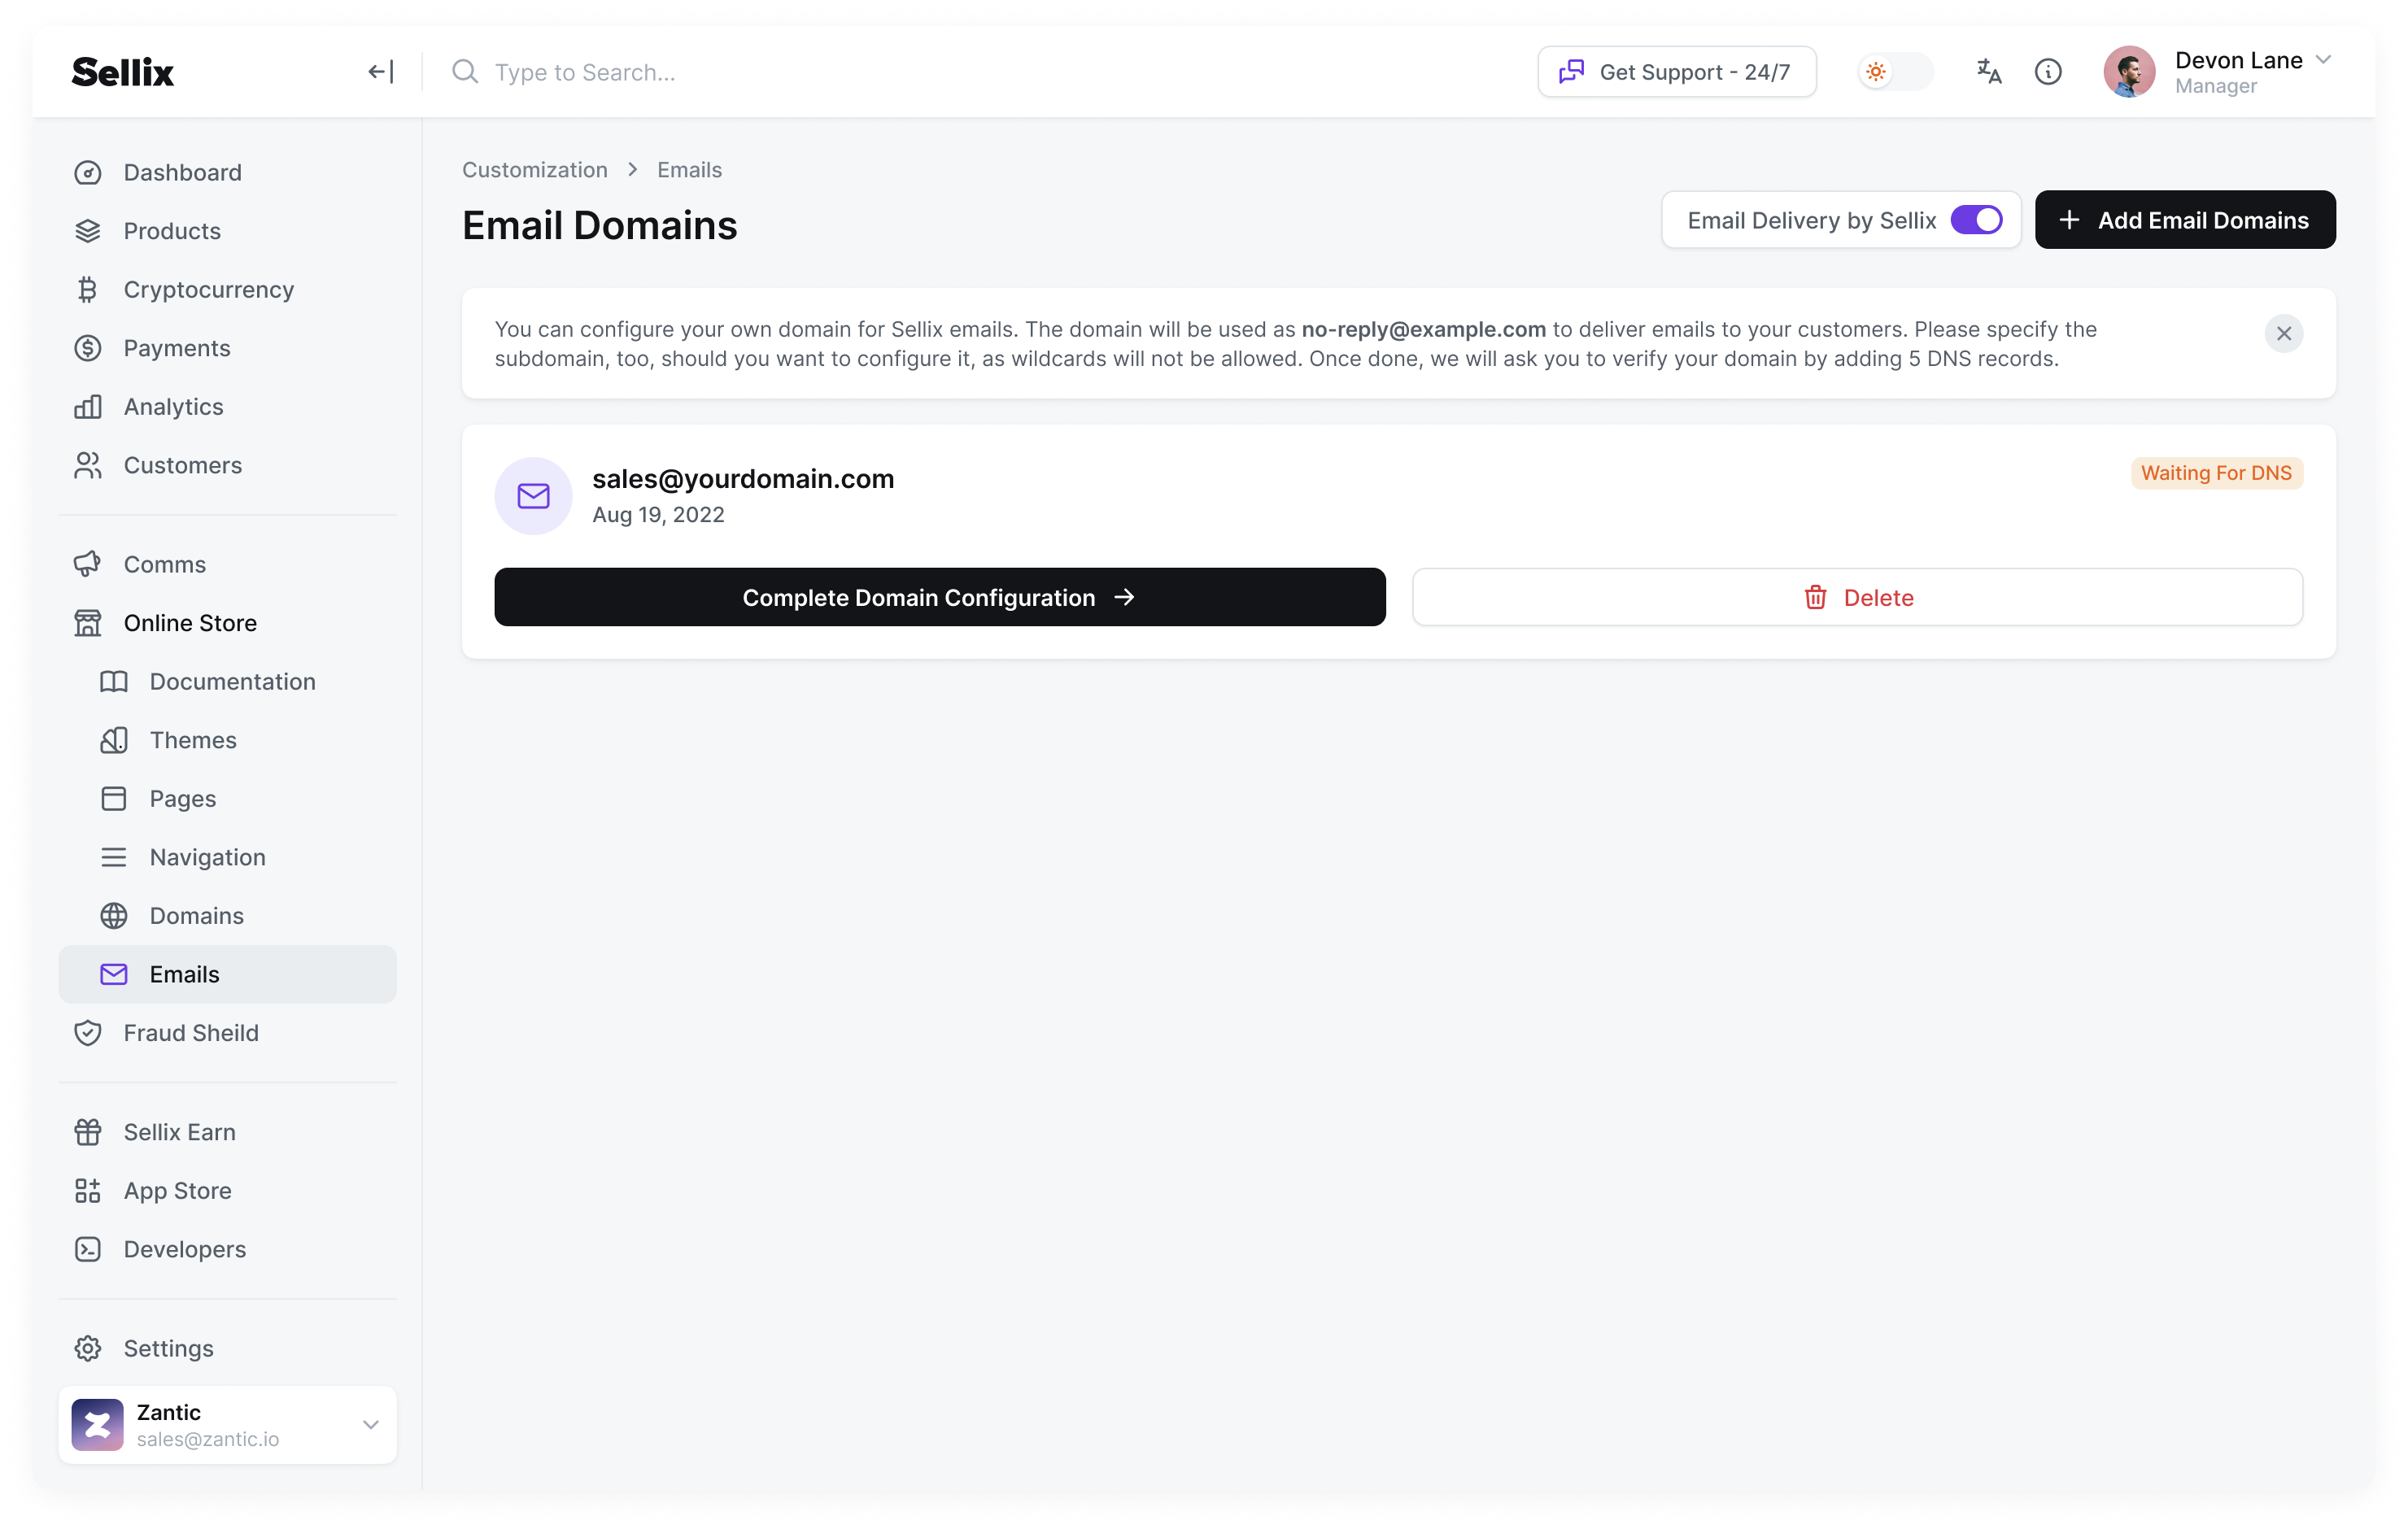 Sellix
Type to Search...
Get Support - 24/7
Devon Lane
Manager
Dashboard
Products
Cryptocurrency
Payments
Analytics
Customers
Comms
Online Store
Documentation
Themes
Pages
Navigation
Domains
Emails
Fraud Sheild
Sellix Earn
App Store
Developers
Settings
Zantic
sales@zantic.io
Customization > Emails
Email Domains
Email Delivery by Sellix
Add Email Domains
You can configure your own domain for Sellix emails. The domain will be used as no-reply@example.com to deliver emails to your customers. Please specify the
subdomain, too, should you want to configure it, as wildcards will not be allowed. Once done, we will ask you to verify your domain by adding 5 DNS records.
sales@yourdomain.com
Aug 19, 2022
Waiting For DNS
Complete Domain Configuration
Delete